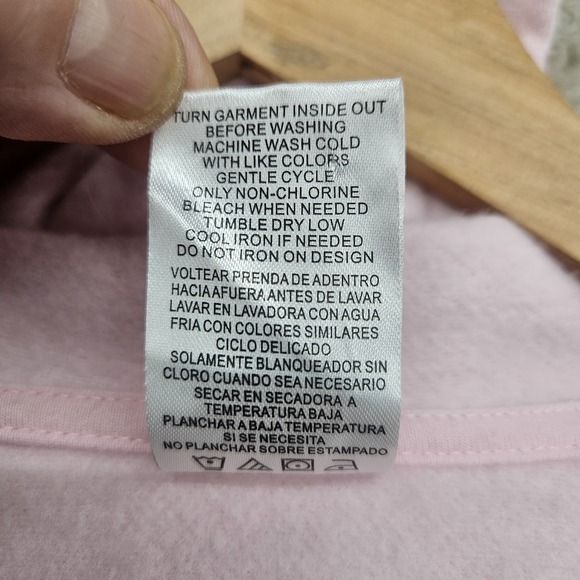 TURN GARMENT INSIDE OUT
BEFORE WASHING
MACHINE WASH COLD
WITH LIKE COLORS
GENTLE CYCLE
ONLY NON-CHLORINE
BLEACH WHEN NEEDED
TUMBLE DRY LOW
COOL IRON IF NEEDED
DO NOT IRON ON DESIGN
VOLTEAR PRENDA DE ADENTRO
HACIA AFUERA ANTES DE LAVAR
LAVAR EN LAVADORA CON AGUA
FRIA CON COLORES SIMILARES
CICLO DELICADO
SOLAMENTE BLANQUEADOR SIN
CLORO CUANDO SEA NECESARIO
SECAR EN SECADORA A
TEMPERATURA BAJA
PLANCHAR A BAJA TEMPERATURA
SI SE NECESITA
NO PLANCHAR SOBRE ESTAMPADO